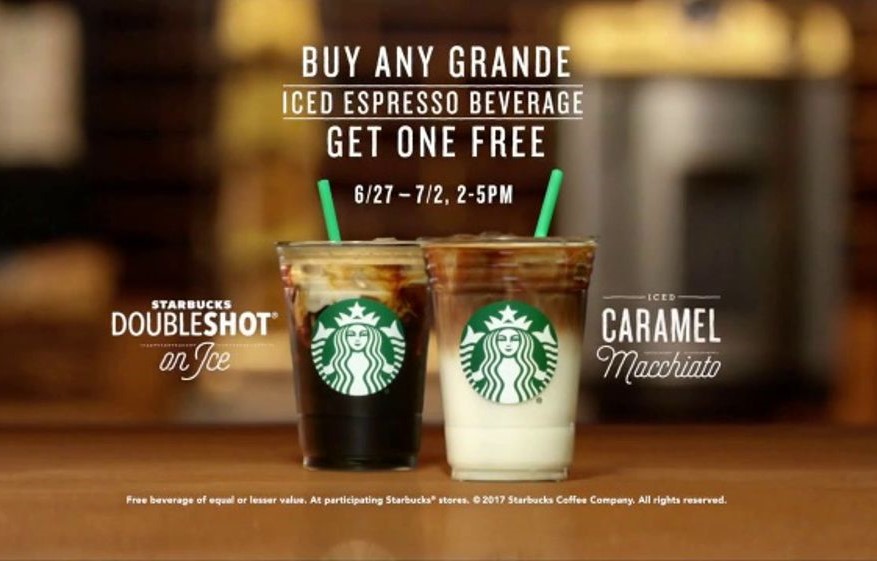 BUY ANY GRANDE
ICED ESPRESSO BEVERAGE
GET ONE FREE
6/27 – 7/2, 2-5PM
STARBUCKS
DOUBLESHOT®
on Ice
ICED
CARAMEL
Macchiato
Free beverage of equal or lesser value. At participating Starbucks® stores. © 2017 Starbucks Coffee Company. All rights reserved.